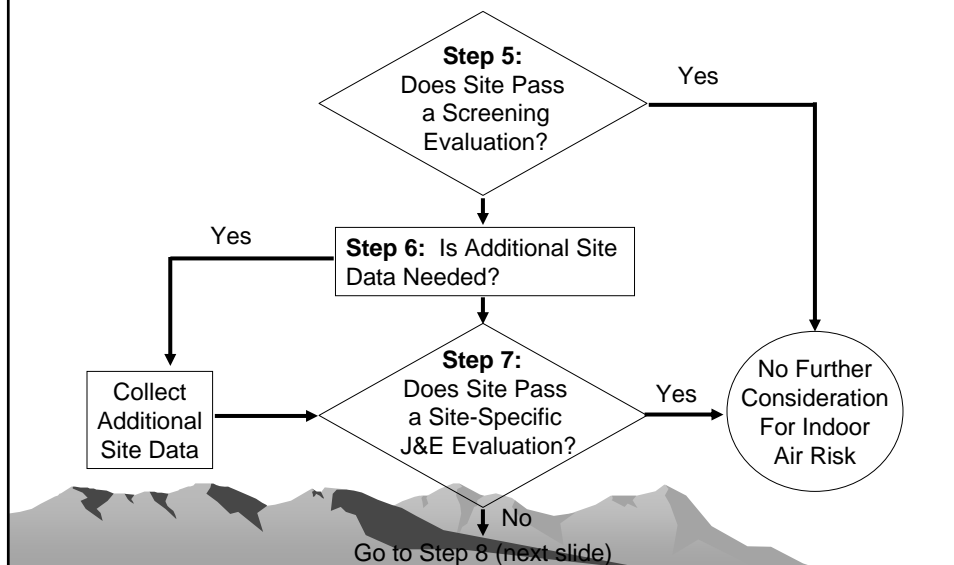 Step 5:
Does Site Pass
a Screening
Evaluation?
Yes
Yes
Step 6: Is Additional Site
Data Needed?
Collect
Additional
Site Data
Step 7:
Does Site Pass
a Site-Specific
J&E Evaluation?
Yes
No Further
Consideration
For Indoor
Air Risk
No
Go to Step 8 (next slide)